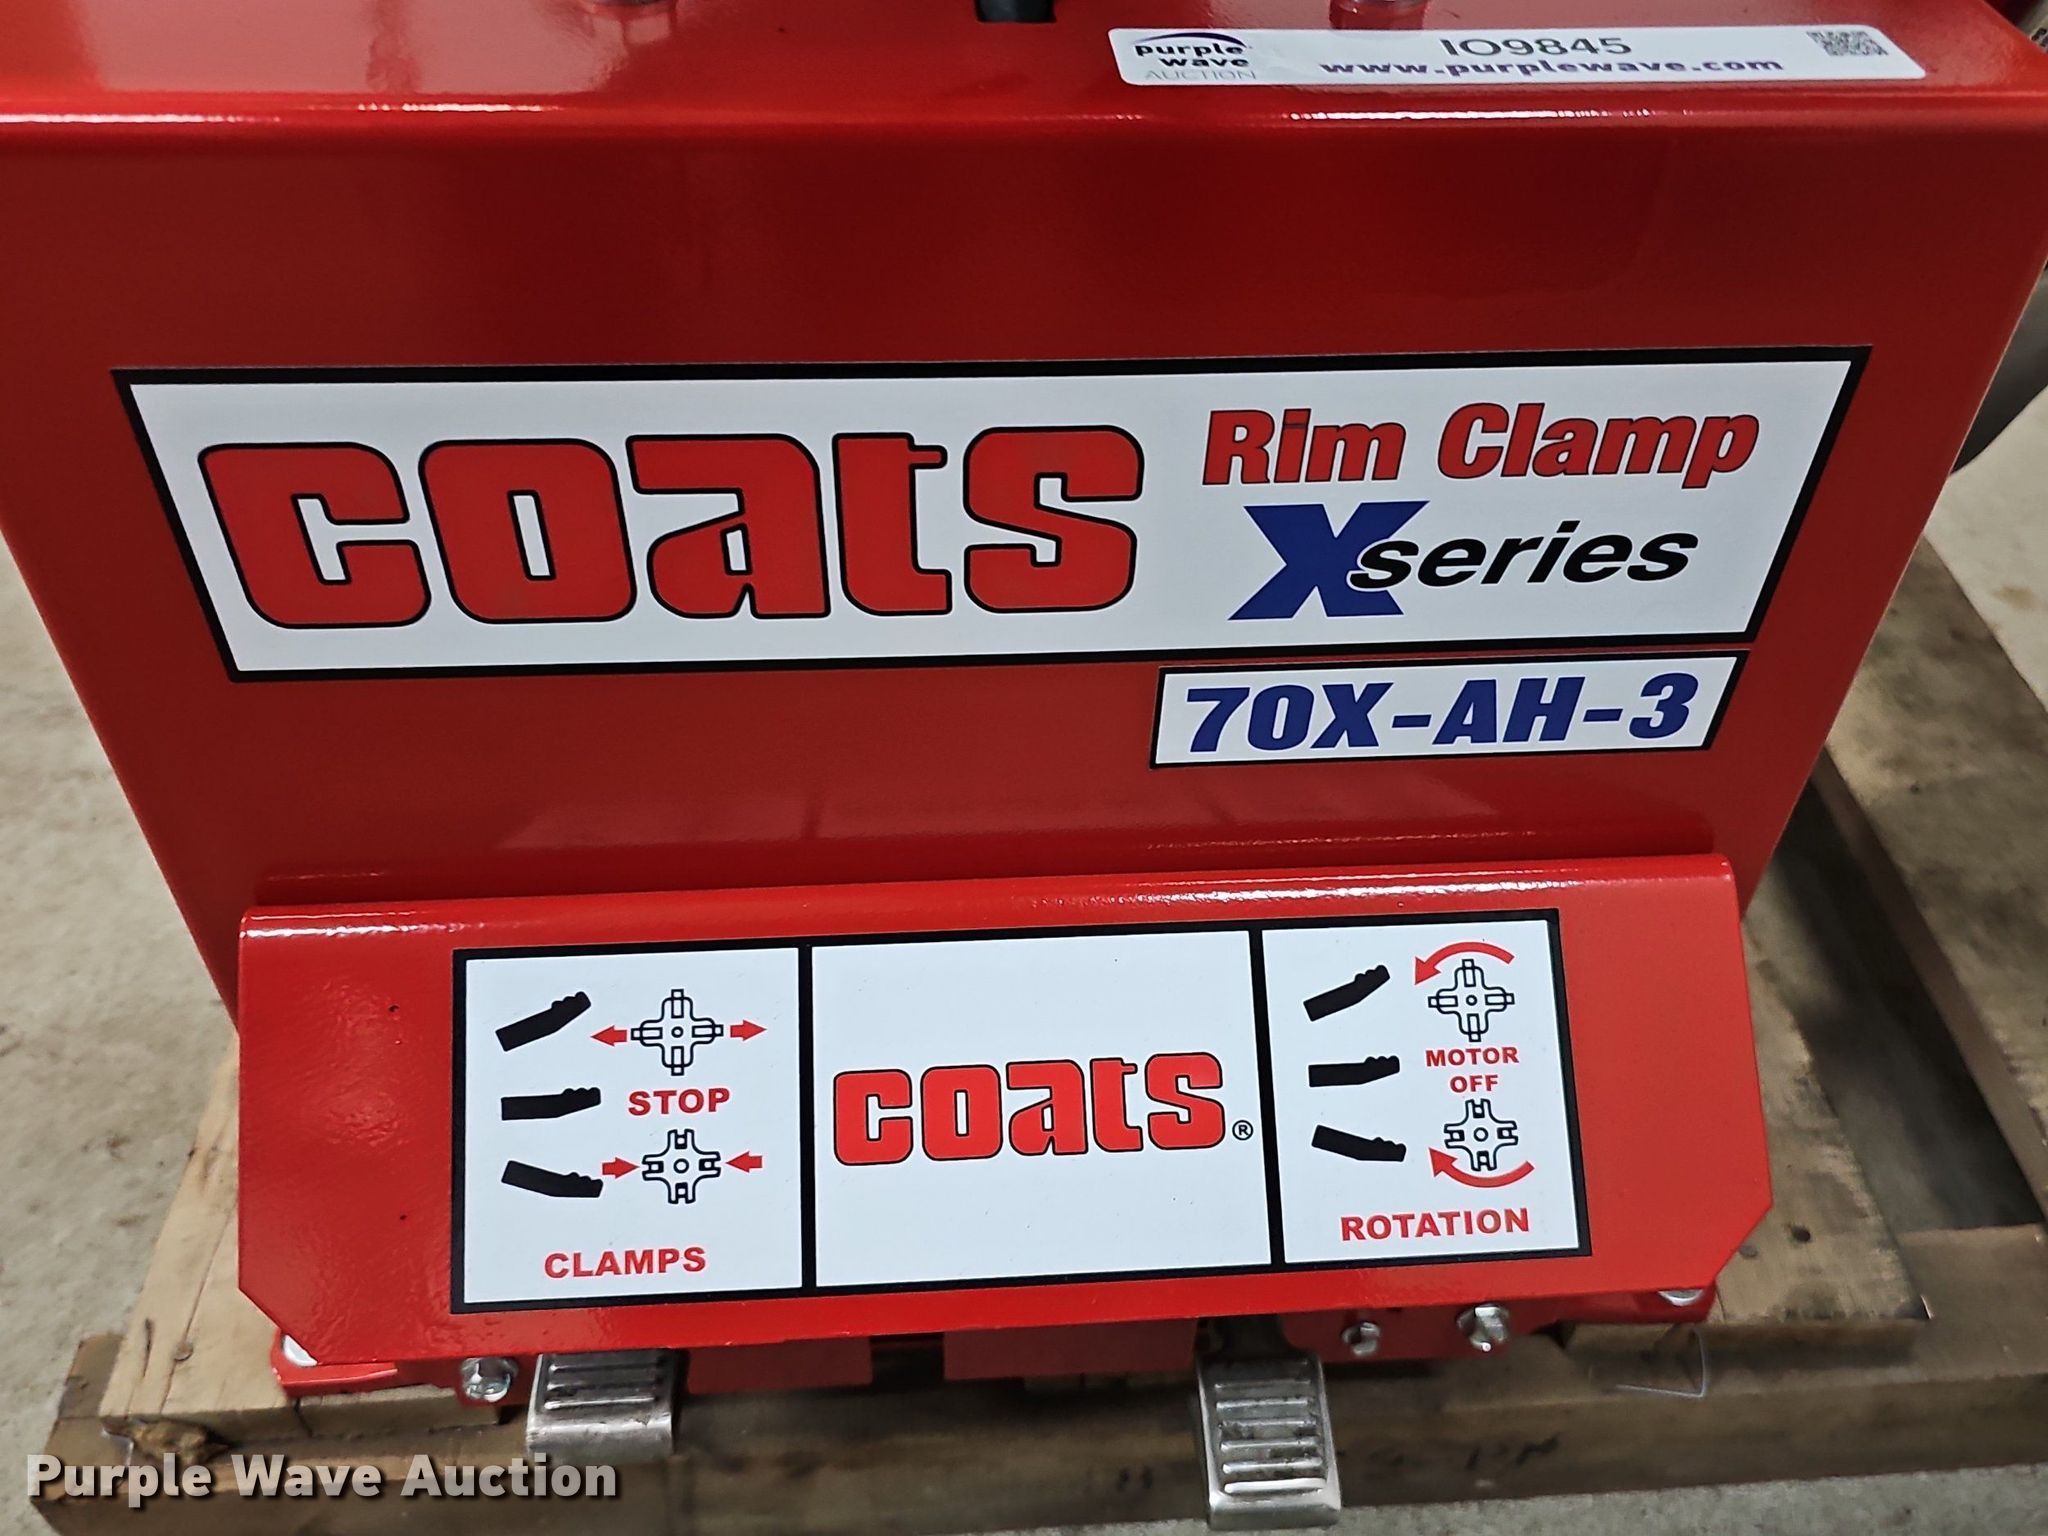 purple wave AUCTION
IO9845
www.purplewave.com
coats
Rim Clamp
X series
70X-AH-3
STOP
CLAMPS
coats®
MOTOR
OFF
ROTATION
Purple Wave Auction